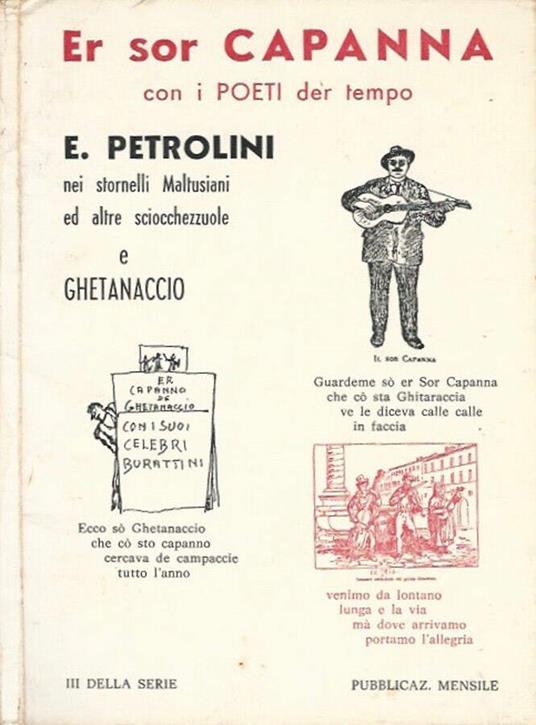 Er sor CAPANNA
con i POETI der tempo
E. PETROLINI
nei stornelli Maltusiani
ed altre sciocchezzuole
e
GHETANACCIO
IL SOR CAPANNA
Guardeme sò er Sor Capanna
che cò sta Ghitaraccia
ve le diceva calle calle
in faccia
ER
CAPANNO
DE
GHETANACCIO
CON I SUOI
CELEBRI
BURATTINI
Ecco sò Ghetanaccio
che cò sto capanno
cercava de campaccie
tutto l'anno
venimo da lontano
lunga e la via
mà dove arrivamo
portamo l'allegria
III DELLA SERIE
PUBBLICAZ. MENSILE